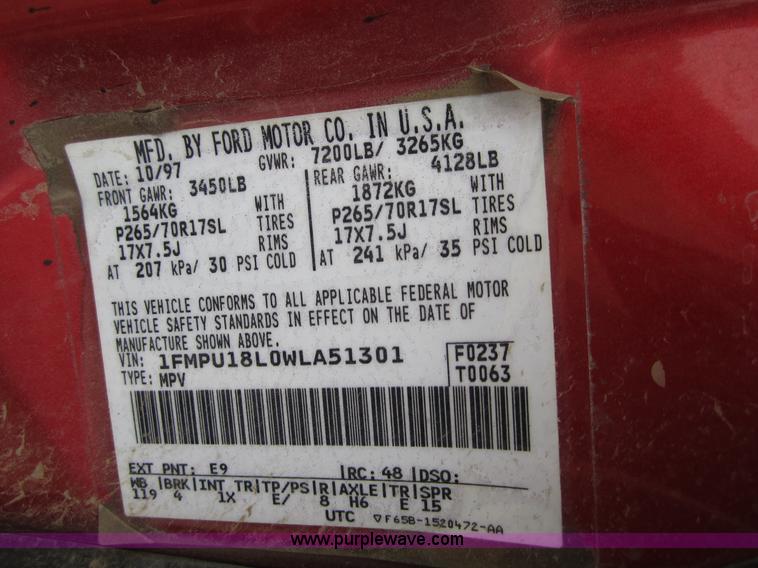 MFD. BY FORD MOTOR CO. IN U.S.A.
DATE: 10/97 GVWR: 7200LB/ 3265KG
FRONT GAWR: 3450LB REAR GAWR: 4128LB
1564KG WITH 1872KG WITH
P265/70R17SL TIRES P265/70R17SL TIRES
17X7.5J RIMS 17X7.5J RIMS
AT 207 kPa/ 30 PSI COLD AT 241 kPa/ 35 PSI COLD
THIS VEHICLE CONFORMS TO ALL APPLICABLE FEDERAL MOTOR
VEHICLE SAFETY STANDARDS IN EFFECT ON THE DATE OF
MANUFACTURE SHOWN ABOVE.
VIN: 1FMPU18L0WLA51301 F0237
TYPE: MPV T0063
EXT PNT: E9 RC: 48 DSO:
WB BRK INT TR TP/PS R AXLE TR SPR
119 4 1X E/ 8 H6 E 15
UTC ▽F65B-1520472-AA
www.purplewave.com